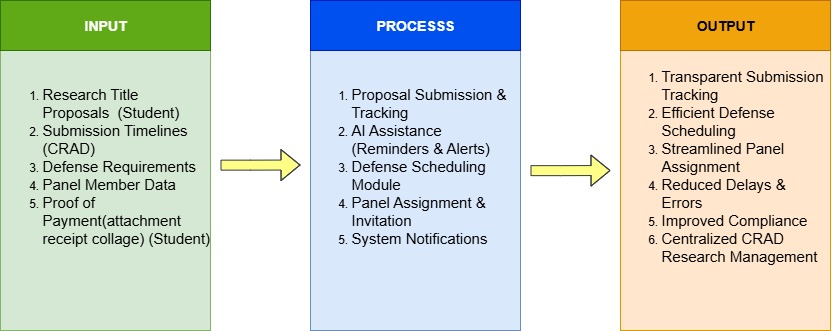 INPUT
1. Research Title
Proposals (Student)
2. Submission Timelines
(CRAD)
3. Defense Requirements
4. Panel Member Data
5. Proof of
Payment(attachment
receipt collage) (Student)
PROCESSS
1. Proposal Submission &
Tracking
2. AI Assistance
(Reminders & Alerts)
3. Defense Scheduling
Module
4. Panel Assignment &
Invitation
5. System Notifications
OUTPUT
1. Transparent Submission
Tracking
2. Efficient Defense
Scheduling
3. Streamlined Panel
Assignment
4. Reduced Delays &
Errors
5. Improved Compliance
6. Centralized CRAD
Research Management